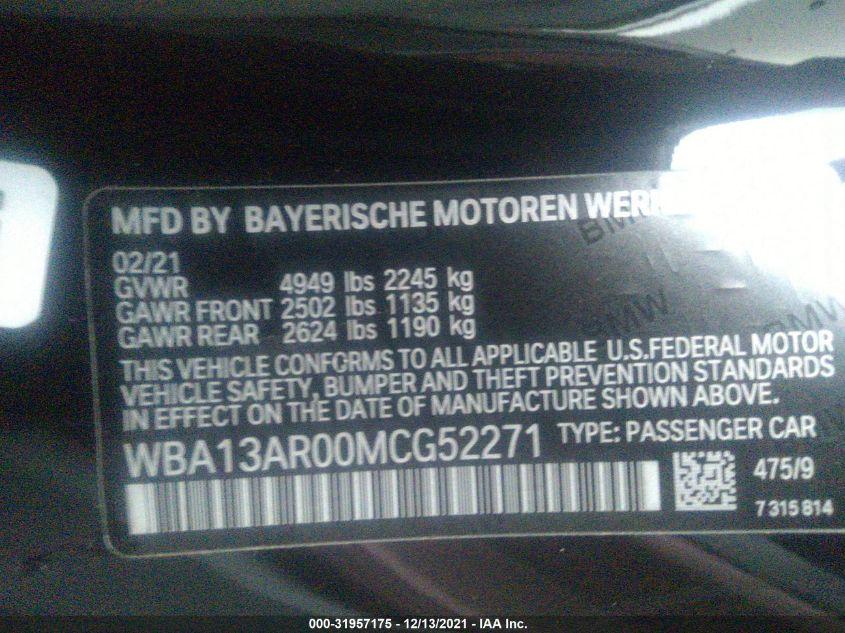 MFD BY BAYERISCHE MOTOREN
02/21
GVWR 4949 lbs 2245 kg
GAWR FRONT 2502 lbs 1135 kg
GAWR REAR 2624 lbs 1190 kg
THIS VEHICLE CONFORMS TO ALL APPLICABLE U.S.FEDERAL MOTOR
VEHICLE SAFETY, BUMPER AND THEFT PREVENTION STANDARDS
IN EFFECT ON THE DATE OF MANUFACTURE SHOWN ABOVE.
WBA13AR00MCG52271 TYPE: PASSENGER CAR
475/9
7 315 814
BMW
BMW
BMW
000-31957175 - 12/13/2021 - IAA Inc.